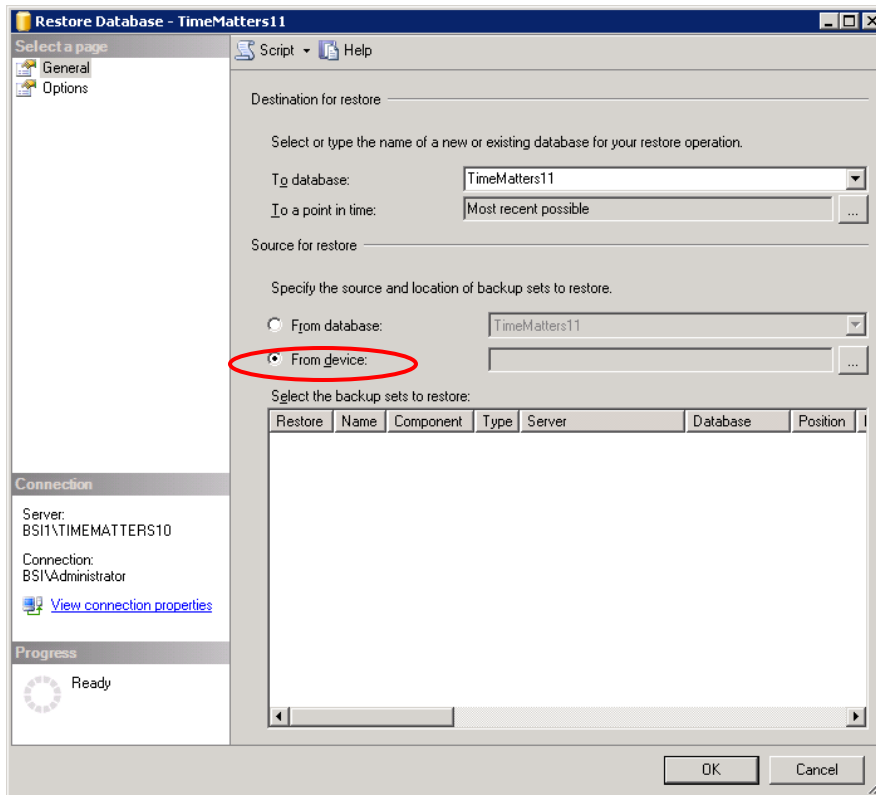 Restore Database - TimeMatters11
Select a page
General
Options
Script
Help
Destination for restore
Select or type the name of a new or existing database for your restore operation.
To database:
TimeMatters11
To a point in time:
Most recent possible
...
Source for restore
Specify the source and location of backup sets to restore.
From database:
TimeMatters11
From device:
...
Select the backup sets to restore:
Restore Name Component Type Server Database Position
Connection
Server:
BSI1\TIMEMATTERS10
Connection:
BSI\Administrator
View connection properties
Progress
Ready
OK
Cancel